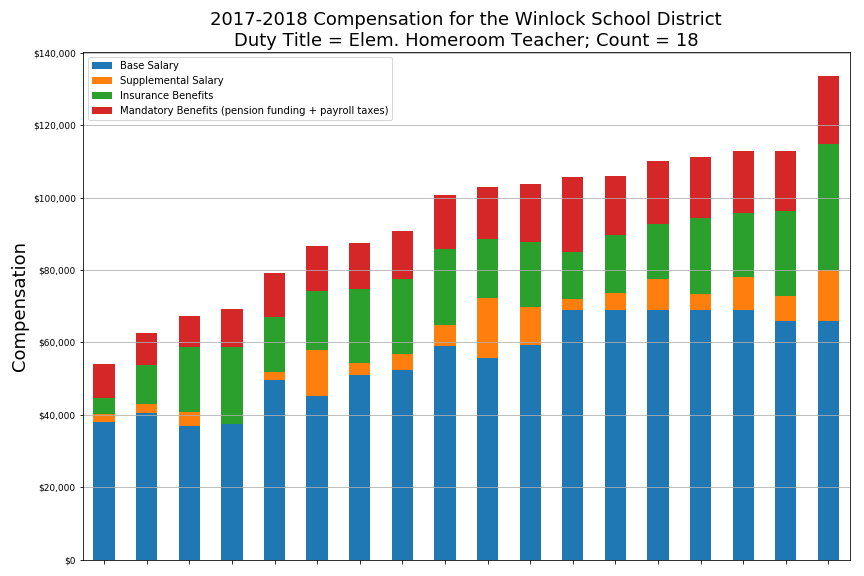 2017-2018 Compensation for the Winlock School District
Duty Title = Elem. Homeroom Teacher; Count = 18
Base Salary
Supplemental Salary
Insurance Benefits
Mandatory Benefits (pension funding + payroll taxes)
Compensation
$140,000
$120,000
$100,000
$80,000
$60,000
$40,000
$20,000
$0